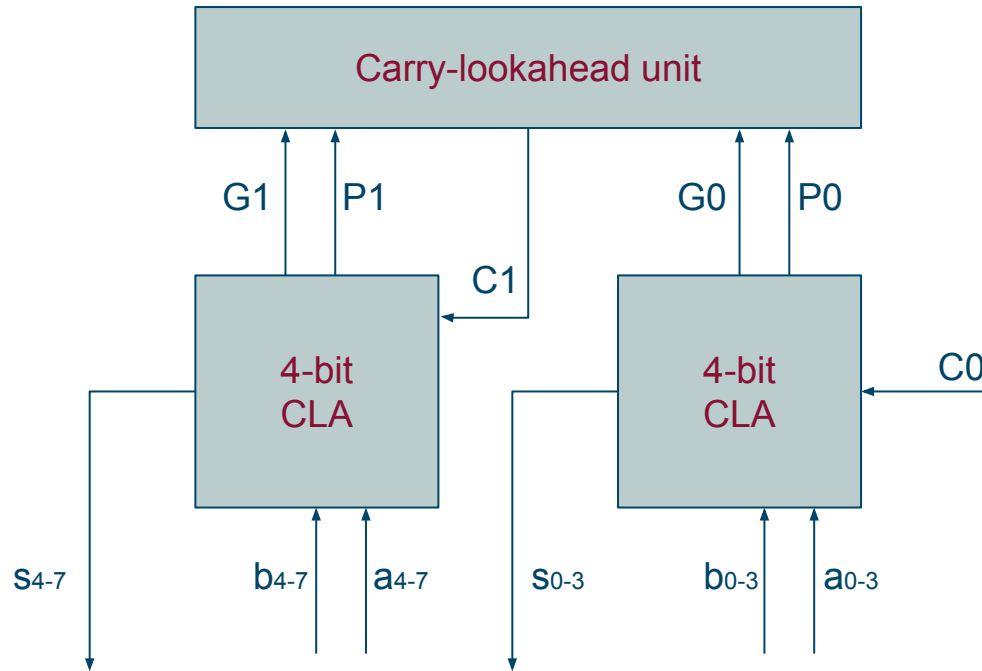 Carry-lookahead unit
G1 P1 G0 P0
C1
4-bit
CLA
4-bit
CLA
C0
s4-7 b4-7 a4-7 s0-3 b0-3 a0-3